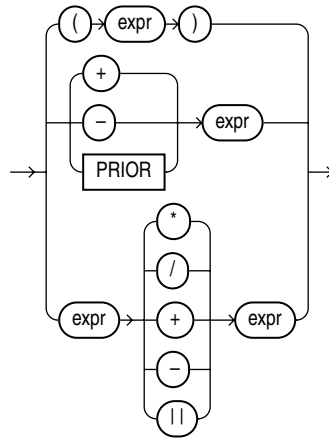 ( expr )
+
− expr
PRIOR
*
/
expr + expr
−
||